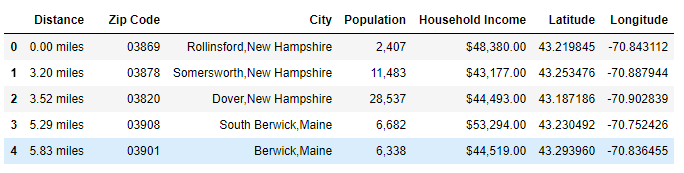 Distance Zip Code City Population Household Income Latitude Longitude
0 0.00 miles 03869 Rollinsford,New Hampshire 2,407 $48,380.00 43.219845 -70.843112
1 3.20 miles 03878 Somersworth,New Hampshire 11,483 $43,177.00 43.253476 -70.887944
2 3.52 miles 03820 Dover,New Hampshire 28,537 $44,493.00 43.187186 -70.902839
3 5.29 miles 03908 South Berwick,Maine 6,682 $53,294.00 43.230492 -70.752426
4 5.83 miles 03901 Berwick,Maine 6,338 $44,519.00 43.293960 -70.836455